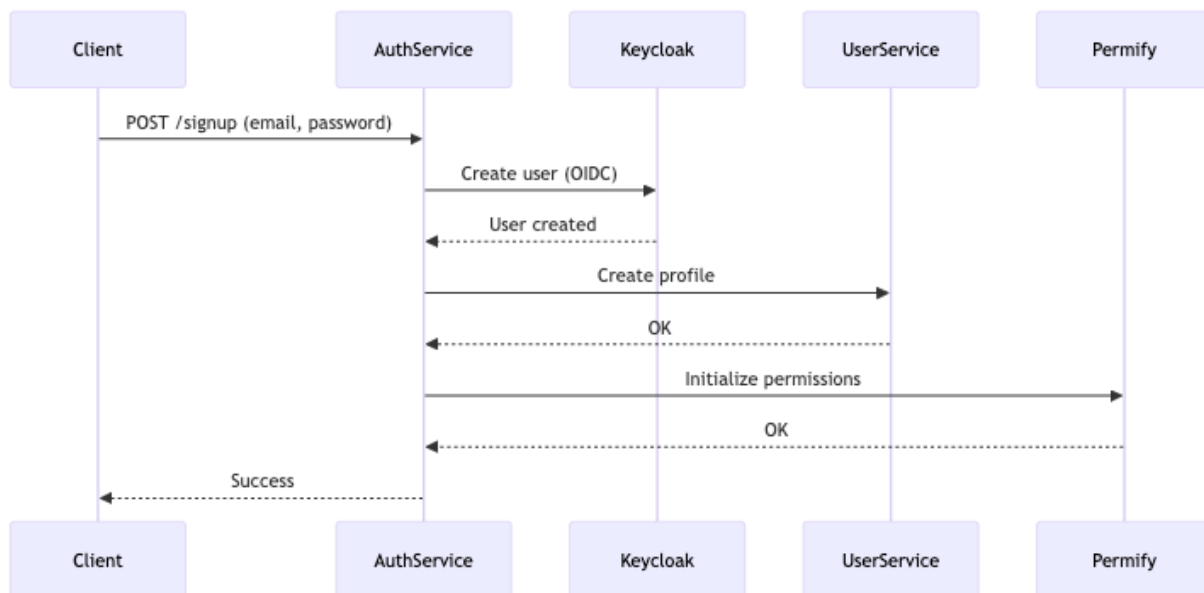 Client AuthService Keycloak UserService Permify
POST /signup (email, password)
Create user (OIDC)
User created
Create profile
OK
Initialize permissions
OK
Success
Client AuthService Keycloak UserService Permify